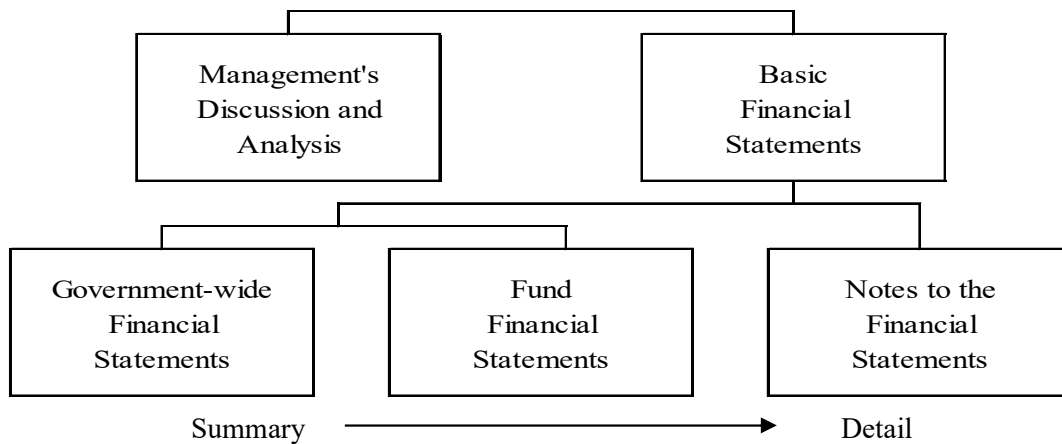 Management's
Discussion and
Analysis
Basic
Financial
Statements
Government-wide
Financial
Statements
Fund
Financial
Statements
Notes to the
Financial
Statements
Summary
Detail